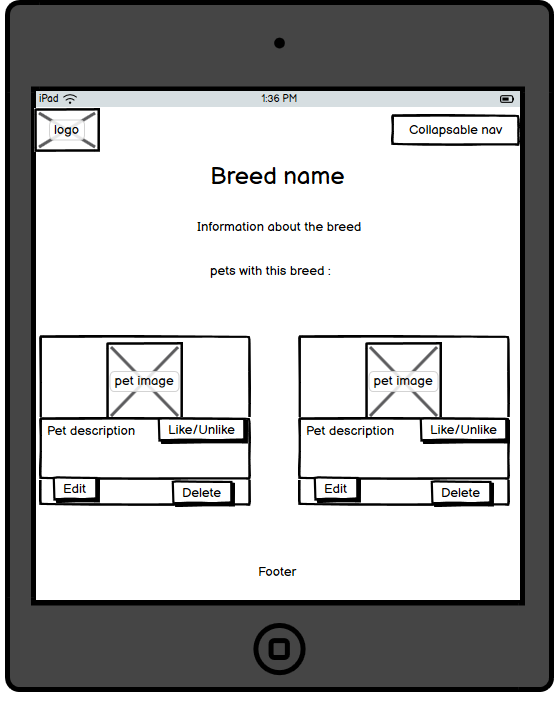 iPad 1:36 PM
logo
Collapsable nav
Breed name
Information about the breed
pets with this breed :
pet image
Pet description
Like/Unlike
Edit
Delete
pet image
Pet description
Like/Unlike
Edit
Delete
Footer